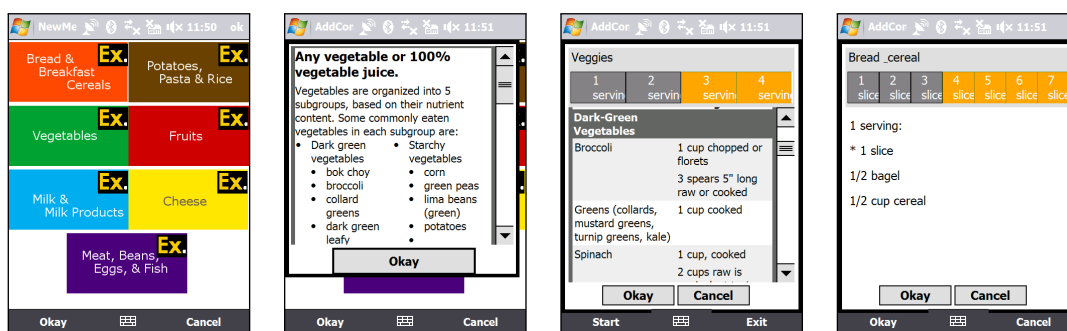 NewMe 11:50 ok
Bread &
Breakfast
Cereals
Ex.
Potatoes,
Pasta & Rice
Ex.
Vegetables
Ex.
Fruits
Ex.
Milk &
Milk Products
Ex.
Cheese
Ex.
Meat, Beans,
Eggs, & Fish
Ex.
Okay Cancel
AddCor 11:51
Any vegetable or 100%
vegetable juice.
Vegetables are organized into 5
subgroups, based on their nutrient
content. Some commonly eaten
vegetables in each subgroup are:
• Dark green
vegetables
• bok choy
• broccoli
• collard
greens
• dark green
leafy
• Starchy
vegetables
• corn
• green peas
• lima beans
(green)
• potatoes
•
Okay
Okay Cancel
AddCor 11:51
Veggies
1 2 3 4
servin servin servin servin
Dark-Green
Vegetables
Broccoli 1 cup chopped or
florets
3 spears 5" long
raw or cooked
Greens (collards, 1 cup cooked
mustard greens,
turnip greens, kale)
Spinach 1 cup, cooked
2 cups raw is
Okay Cancel
Start Exit
AddCor 11:51
Bread _cereal
1 2 3 4 5 6 7
slice slice slice slice slice slice slice
1 serving:
* 1 slice
1/2 bagel
1/2 cup cereal
Okay Cancel
Okay Cancel